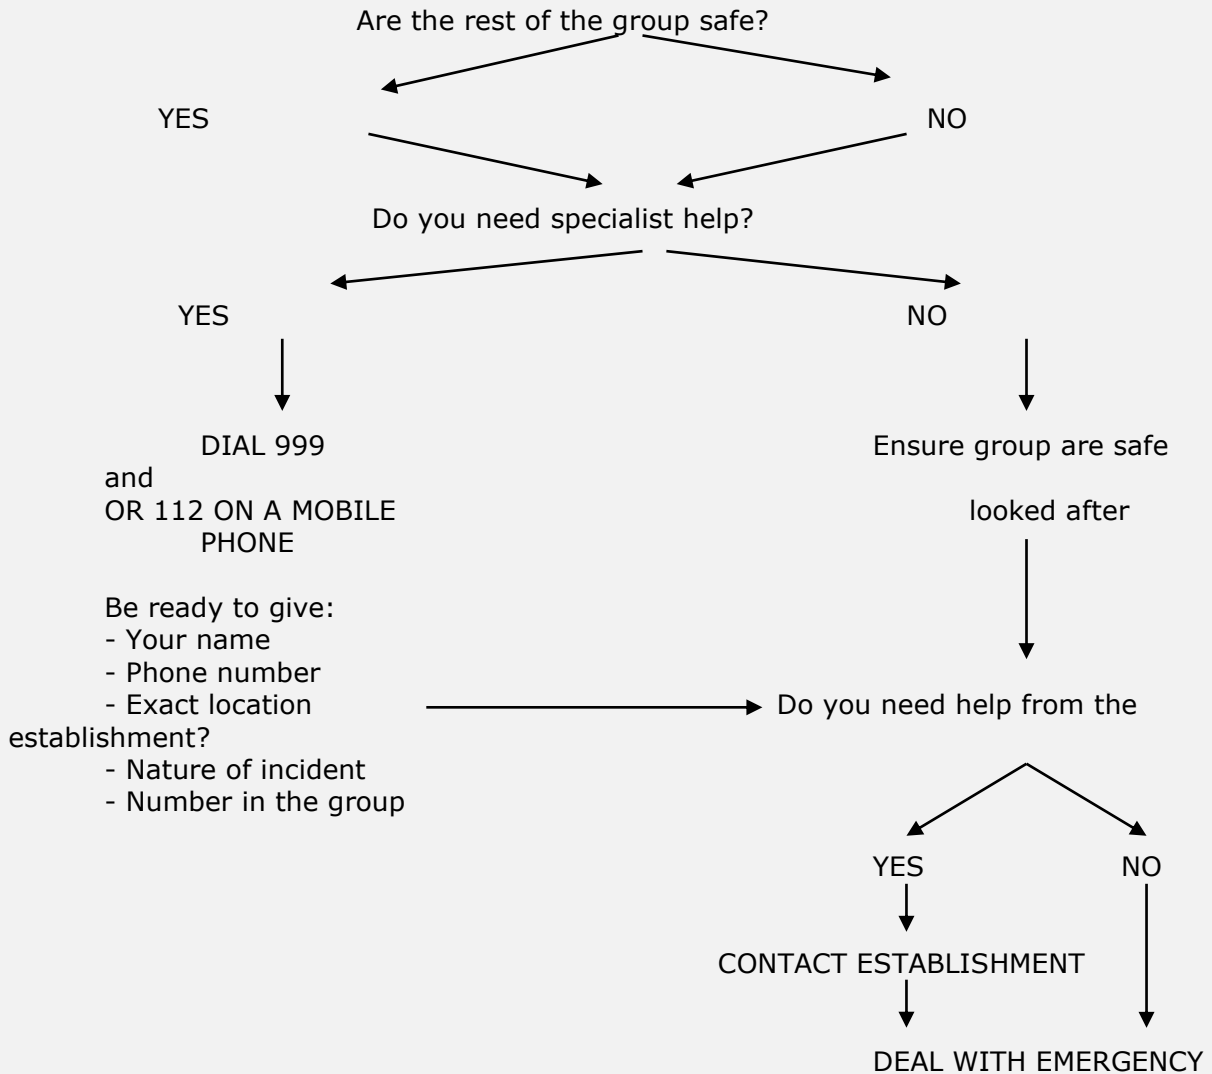 Are the rest of the group safe?
YES NO
Do you need specialist help?
YES NO
DIAL 999 Ensure group are safe
and
OR 112 ON A MOBILE looked after
PHONE
Be ready to give:
- Your name
- Phone number
- Exact location Do you need help from the
establishment?
- Nature of incident
- Number in the group
YES NO
CONTACT ESTABLISHMENT
DEAL WITH EMERGENCY